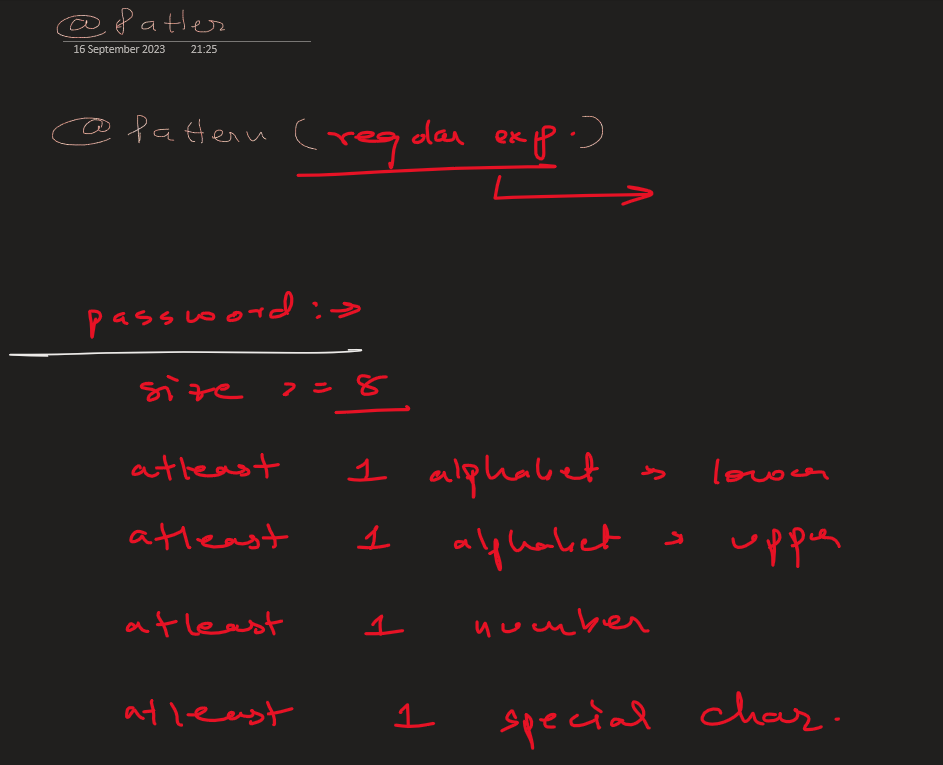 @Patter
16 September 2023 21:25
@Pattern (regular exp.)
password :→
size >= 8
atleast 1 alphabet → lower
atleast 1 alphabet → upper
atleast 1 number
atleast 1 special char.